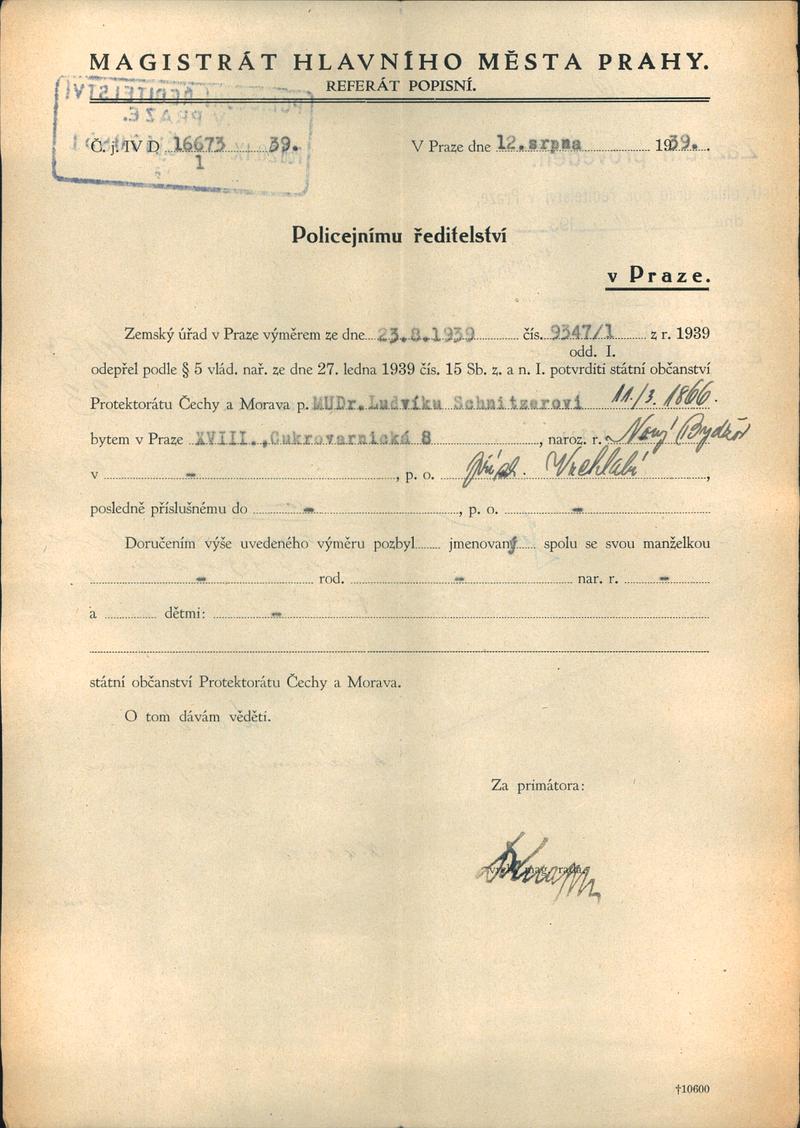 MAGISTRÁT HLAVNÍHO MĚSTA PRAHY.
REFERÁT POPISNÍ.
Č. j. IV D 16673 39.
1
V Praze dne 12. srpna 1939.
Policejnímu ředitelství
v Praze.
Zemský úřad v Praze výměrem ze dne 23.8.1939 čís. 9347/1 z r. 1939
odd. I.
odepřel podle § 5 vlád. nař. ze dne 27. ledna 1939 čís. 15 Sb. z. a n. I. potvrditi státní občanství
Protektorátu Čechy a Morava p. MUDr. Ludvíku Schnitzerovi 11./3. 1866.
bytem v Praze XVIII., Cukrovarnická 8, naroz. r. Nový Bydžov
v -, p. o. Vrchlabí,
posledně příslušnému do -, p. o. -
Doručením výše uvedeného výměru pozbyl jmenovaný spolu se svou manželkou
- rod. - nar. r. -
a dětmi: -
státní občanství Protektorátu Čechy a Morava.
O tom dávám věděti.
Za primátora:
†10600